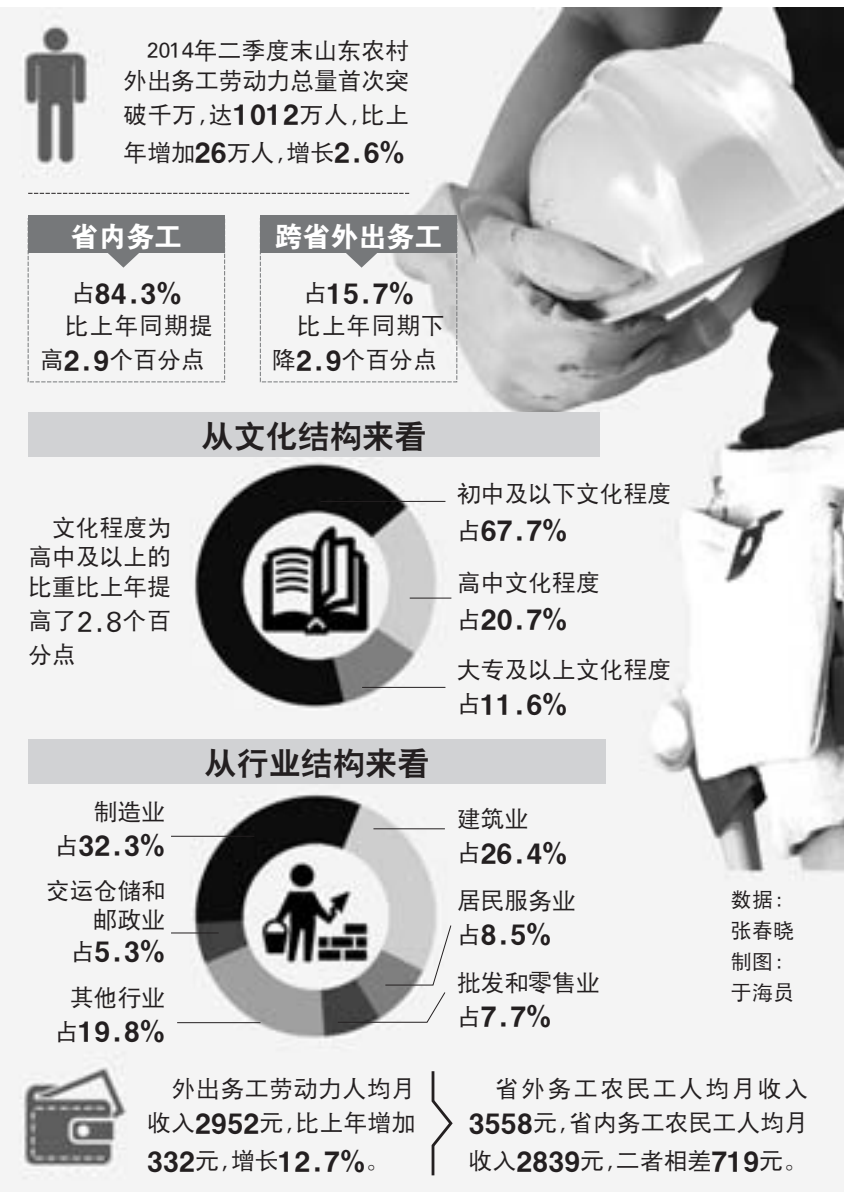 2014年二季度末山东农村
外出务工劳动力总量首次突
破千万,达1012万人,比上
年增加26万人,增长2.6%
省内务工
占84.3%
比上年同期提
高2.9个百分点
跨省外出务工
占15.7%
比上年同期下
降2.9个百分点
从文化结构来看
文化程度为
高中及以上的
比重比上年提
高了2.8个百
分点
初中及以下文化程度
占67.7%
高中文化程度
占20.7%
大专及以上文化程度
占11.6%
从行业结构来看
制造业
占32.3%
交运仓储和
邮政业
占5.3%
其他行业
占19.8%
建筑业
占26.4%
居民服务业
占8.5%
批发和零售业
占7.7%
数据:
张春晓
制图:
于海员
外出务工劳动力人均月
收入2952元,比上年增加
332元,增长12.7%。
省外务工农民工人均月收入
3558元,省内务工农民工人均月
收入2839元,二者相差719元。